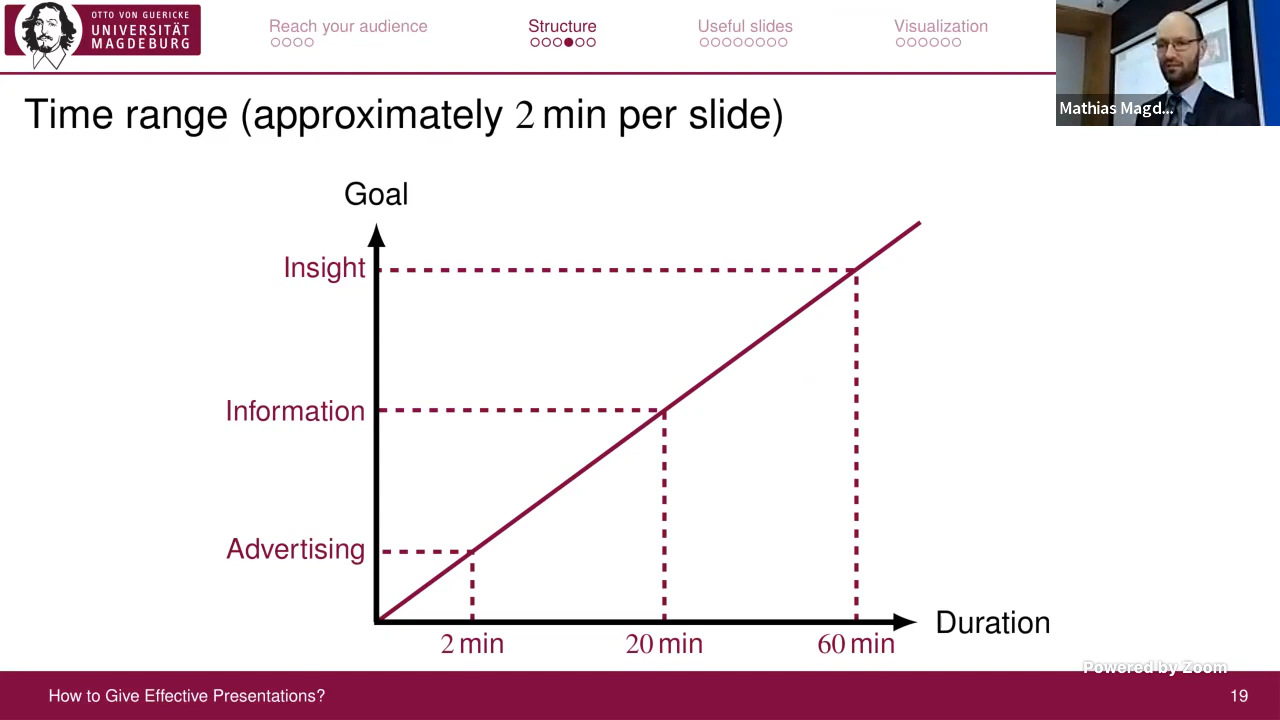 OTTO VON GUERICKE
UNIVERSITÄT
MAGDEBURG
Reach your audience
Structure
Useful slides
Visualization
Mathias Magd...
Time range (approximately 2 min per slide)
Goal
Insight
Information
Advertising
2 min
20 min
60 min
Duration
Powered by Zoom
How to Give Effective Presentations?
19